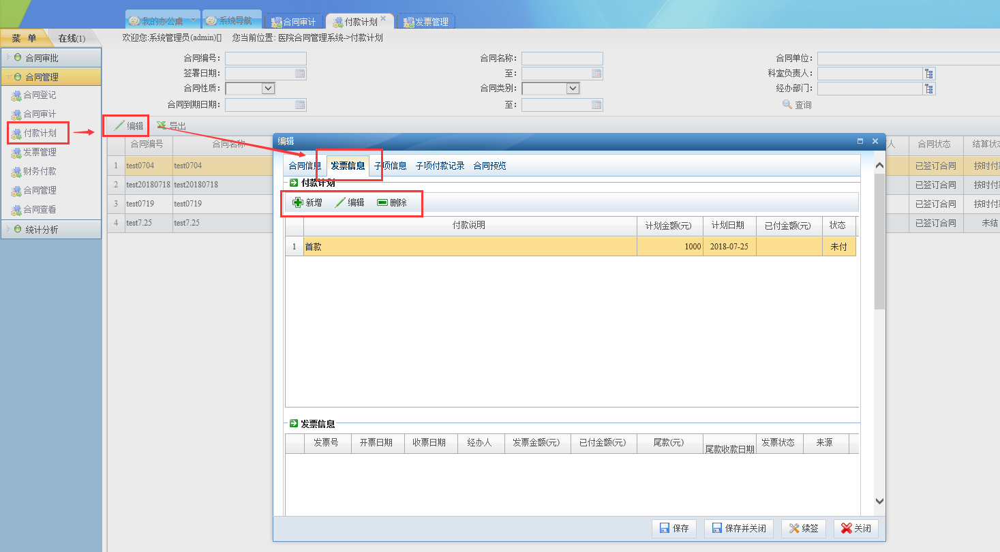 我的办公桌 系统导航 合同审计 付款计划 发票管理
菜 单 在线(1) 欢迎您:系统管理员(admin)[] 您当前位置: 医院合同管理系统->付款计划
合同审批
合同管理
合同登记
合同审计
付款计划
发票管理
财务付款
合同管理
合同查看
统计分析
合同编号: 合同名称: 合同单位:
签署日期: 至: 科室负责人:
合同性质: 合同类别: 经办部门:
合同到期日期: 至: 查询
编辑 导出
合同编号 合同名称 人 合同状态
1 test0704 test0704 已签订合同 按时付
2 test20180718 test20180718 已签订合同 按时付
3 test0719 test0719 已签订合同 按时付
4 test7.25 test7.25 已签订合同 未结
编辑
合同信息 发票信息 子项信息 子项付款记录 合同预览
付款计划
新增 编辑 删除
付款说明 计划金额(元) 计划日期 已付金额(元) 状态
1 首款 1000 2018-07-25 未付
发票信息
发票号 开票日期 收票日期 经办人 发票金额(元) 已付金额(元) 尾款(元) 尾款收款日期 发票状态 来源
保存 保存并关闭 续签 关闭